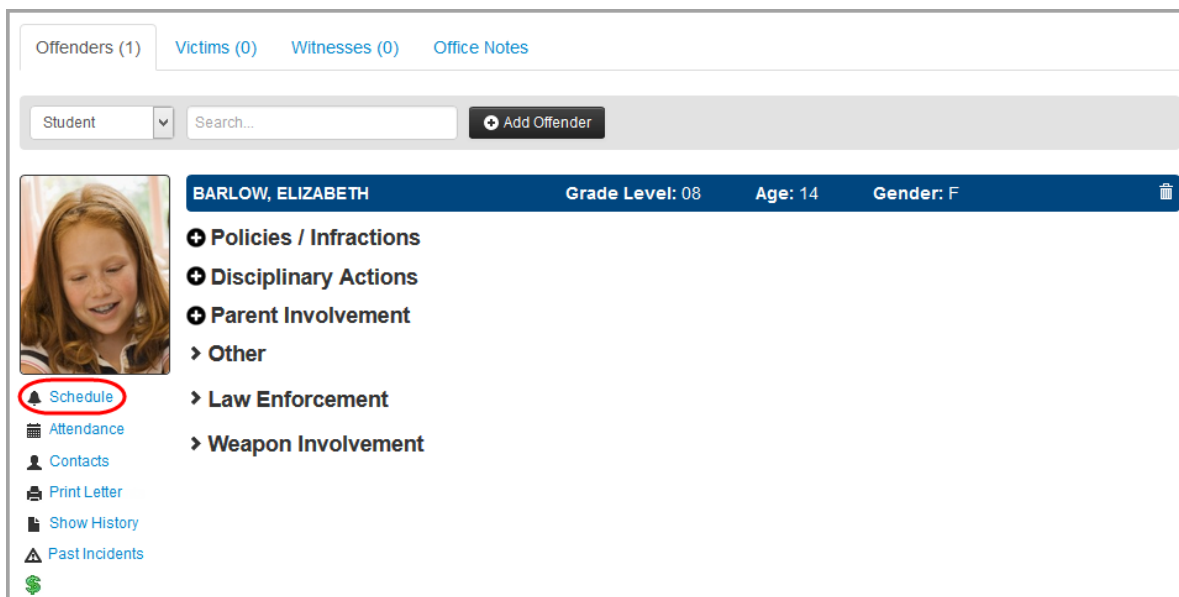 Offenders (1) Victims (0) Witnesses (0) Office Notes
Student Search... Add Offender
BARLOW, ELIZABETH Grade Level: 08 Age: 14 Gender: F
Policies / Infractions
Disciplinary Actions
Parent Involvement
Other
Schedule
Law Enforcement
Attendance
Weapon Involvement
Contacts
Print Letter
Show History
Past Incidents
$